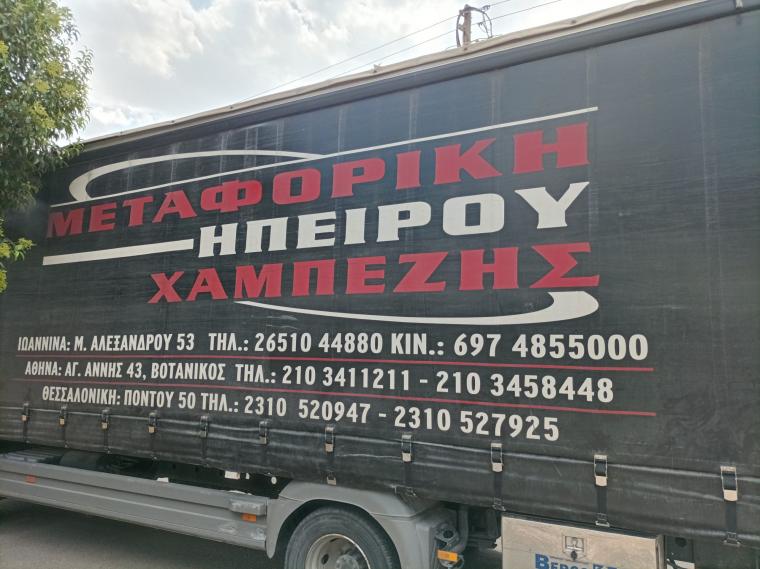 ΜΕΤΑΦΟΡΙΚΗ
ΗΠΕΙΡΟΥ
ΧΑΜΠΕΖΗΣ
ΙΩΑΝΝΙΝΑ: Μ. ΑΛΕΞΑΝΔΡΟΥ 53 ΤΗΛ.: 26510 44880 ΚΙΝ.: 697 4855000
ΑΘΗΝΑ: ΑΓ. ΑΝΝΗΣ 43, ΒΟΤΑΝΙΚΟΣ ΤΗΛ.: 210 3411211 - 210 3458448
ΘΕΣΣΑΛΟΝΙΚΗ: ΠΟΝΤΟΥ 50 ΤΗΛ.: 2310 520947 - 2310 527925